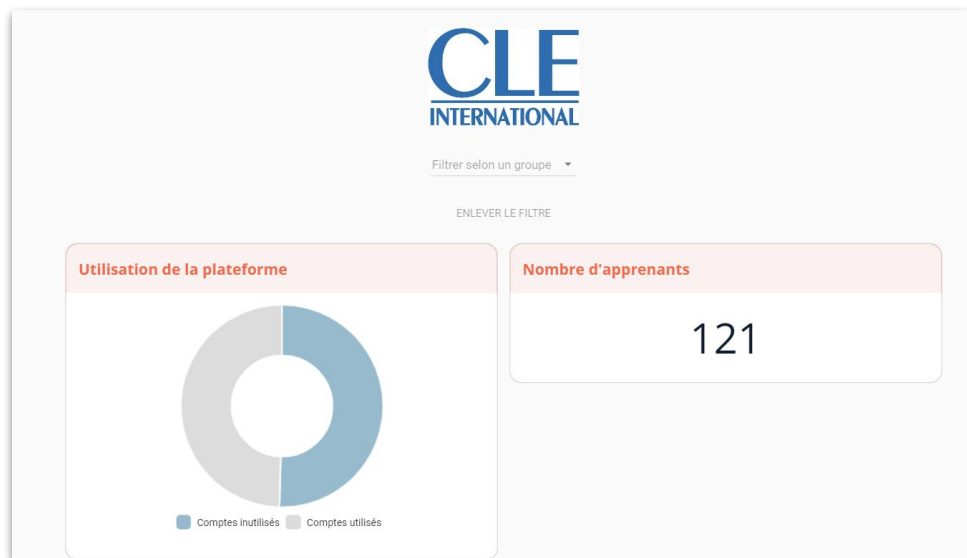 CLE
INTERNATIONAL
Filtrer selon un groupe
ENLEVER LE FILTRE
Utilisation de la plateforme
Comptes inutilisés Comptes utilisés
Nombre d'apprenants
121